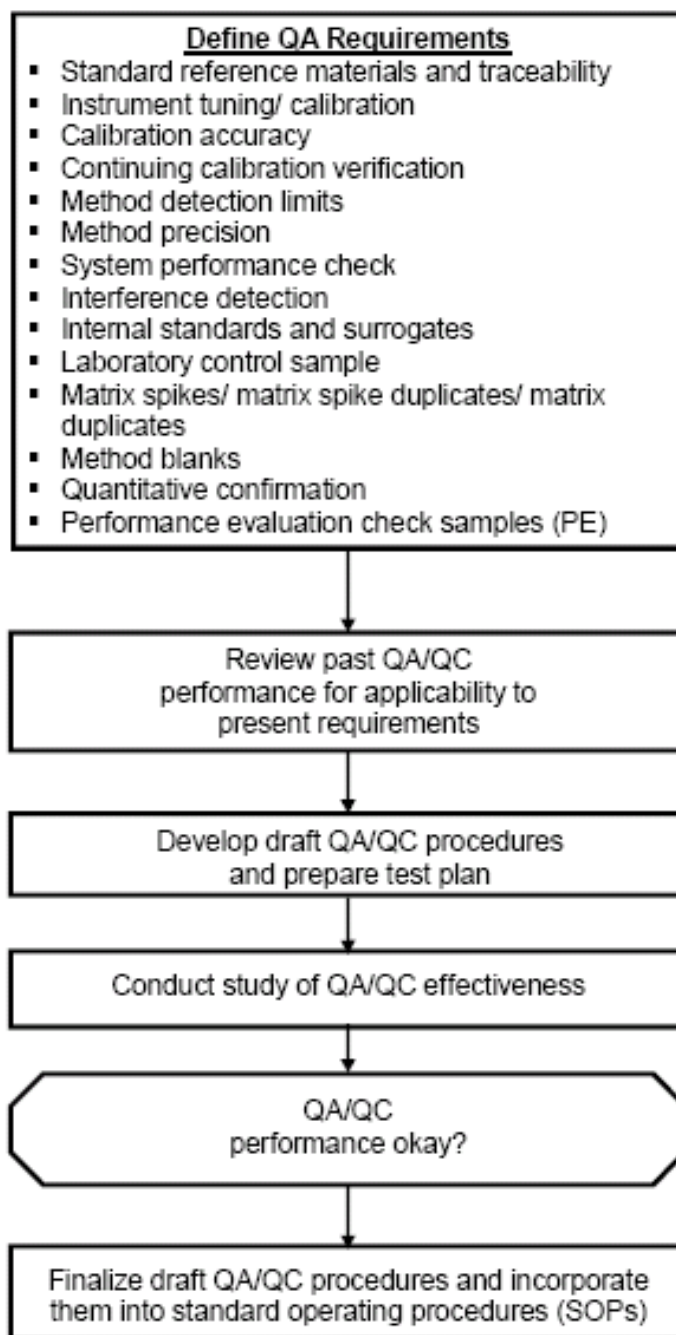 Define QA Requirements
▪ Standard reference materials and traceability
▪ Instrument tuning/ calibration
▪ Calibration accuracy
▪ Continuing calibration verification
▪ Method detection limits
▪ Method precision
▪ System performance check
▪ Interference detection
▪ Internal standards and surrogates
▪ Laboratory control sample
▪ Matrix spikes/ matrix spike duplicates/ matrix
duplicates
▪ Method blanks
▪ Quantitative confirmation
▪ Performance evaluation check samples (PE)
Review past QA/QC
performance for applicability to
present requirements
Develop draft QA/QC procedures
and prepare test plan
Conduct study of QA/QC effectiveness
QA/QC
performance okay?
Finalize draft QA/QC procedures and incorporate
them into standard operating procedures (SOPs)